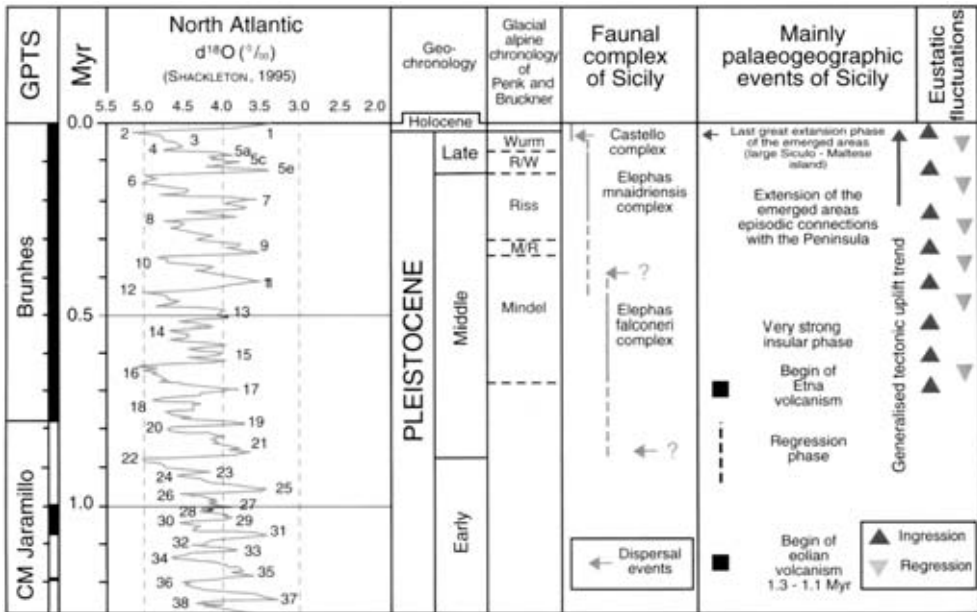 GPTS
Myr
North Atlantic
d18O (°/∞)
(SHACKLETON, 1995)
5.5 5.0 4.5 4.0 3.5 3.0 2.5 2.0
Geo-
chronology
Glacial
alpine
chronology
of
Penk and
Bruckner
Faunal
complex
of Sicily
Mainly
palaeogeographic
events of Sicily
Eustatic
fluctuations
Brunhes
CM Jaramillo
0.0
0.5
1.0
1
2
3
4
5a
5c
5e
6
7
8
9
10
11
12
13
14
15
16
17
18
19
20
21
22
23
24
25
26
27
28
29
30
31
32
33
34
35
36
37
38
Holocene
PLEISTOCENE
Late
Middle
Early
Wurm
R/W
Riss
M/R
Mindel
Castello
complex
Elephas
mnaidriensis
complex
?
Elephas
falconeri
complex
?
Dispersal
events
Last great extension phase
of the emerged areas
(large Siculo - Maltese
island)
Extension of the
emerged areas
episodic connections
with the Peninsula
Very strong
insular phase
Begin of
Etna
volcanism
Regression
phase
Begin of
eolian
volcanism
1.3 - 1.1 Myr
Generalised tectonic uplift trend
Ingression
Regression